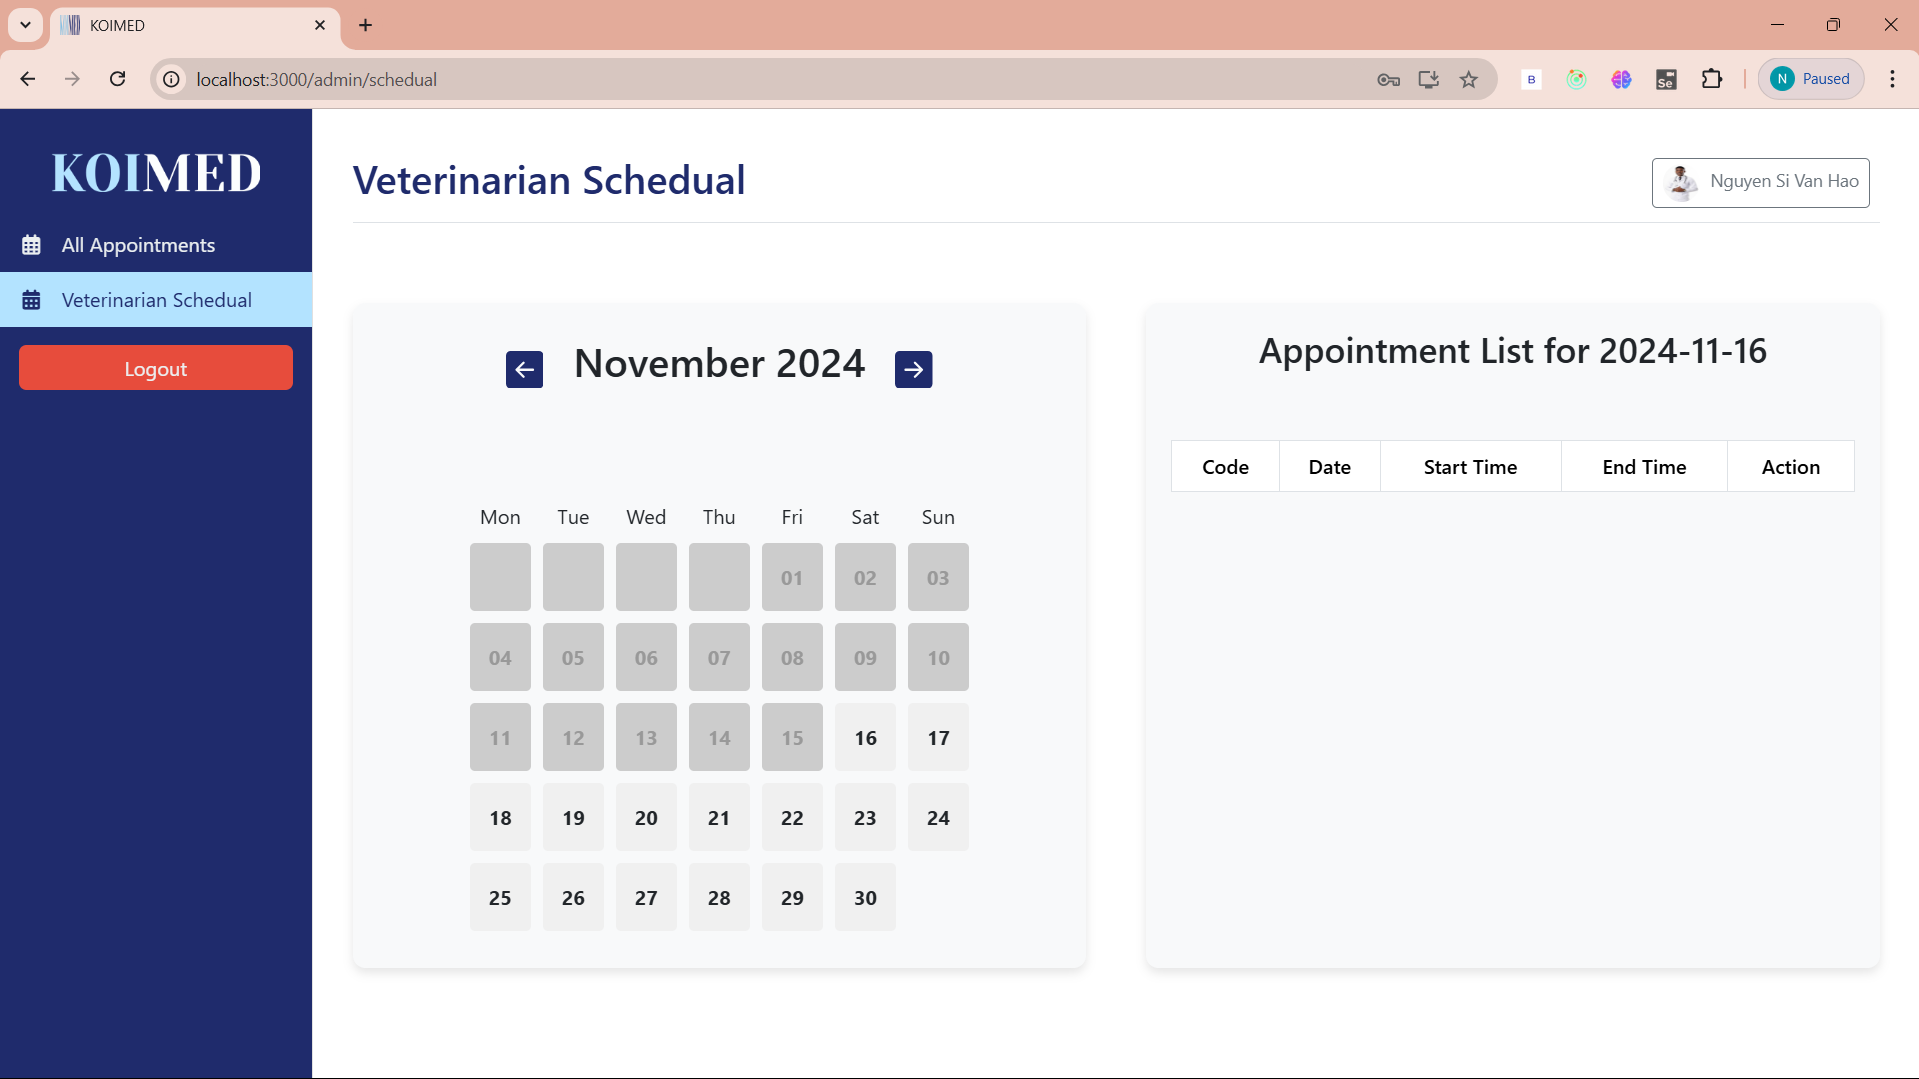 KOIMED
localhost:3000/admin/schedual
B
Se
N Paused
KOIMED
All Appointments
Veterinarian Schedual
Logout
Veterinarian Schedual
Nguyen Si Van Hao
November 2024
Mon Tue Wed Thu Fri Sat Sun
01 02 03
04 05 06 07 08 09 10
11 12 13 14 15 16 17
18 19 20 21 22 23 24
25 26 27 28 29 30
Appointment List for 2024-11-16
Code Date Start Time End Time Action